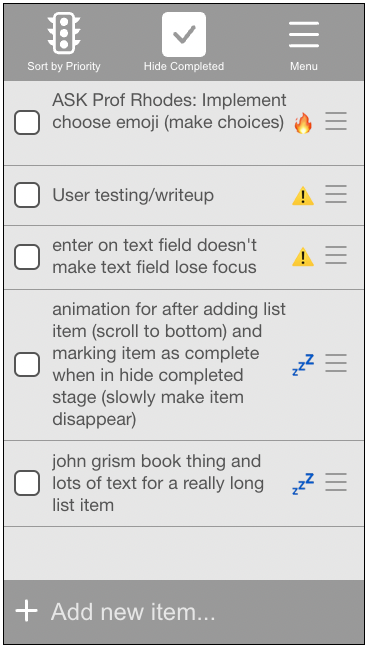 Sort by Priority
Hide Completed
Menu
ASK Prof Rhodes: Implement
choose emoji (make choices)
User testing/writeup
enter on text field doesn't
make text field lose focus
animation for after adding list
item (scroll to bottom) and
marking item as complete
when in hide completed
stage (slowly make item
disappear)
john grism book thing and
lots of text for a really long
list item
Add new item...